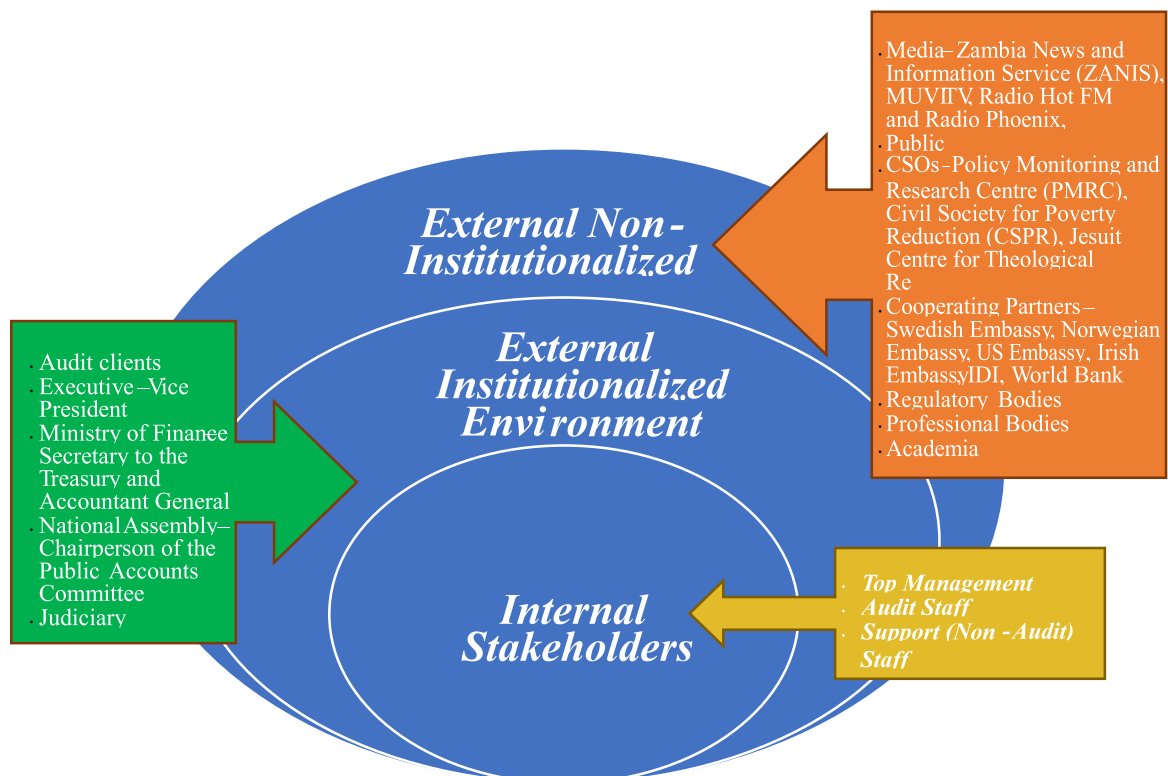 External Non-
Institutionalized
External
Institutionalized
Environment
Internal
Stakeholders
. Audit clients
. Executive–Vice
President
. Ministry of Finance–
Secretary to the
Treasury and
Accountant General
. National Assembly–
Chairperson of the
Public Accounts
Committee
. Judiciary
. Media–Zambia News and
Information Service (ZANIS),
MUVITV, Radio Hot FM
and Radio Phoenix,
. Public
. CSOs–Policy Monitoring and
Research Centre (PMRC),
Civil Society for Poverty
Reduction (CSPR), Jesuit
Centre for Theological
Re
. Cooperating Partners–
Swedish Embassy, Norwegian
Embassy, US Embassy, Irish
Embassy,IDI, World Bank
. Regulatory Bodies
. Professional Bodies
. Academia
. Top Management
. Audit Staff
. Support (Non-Audit)
Staff